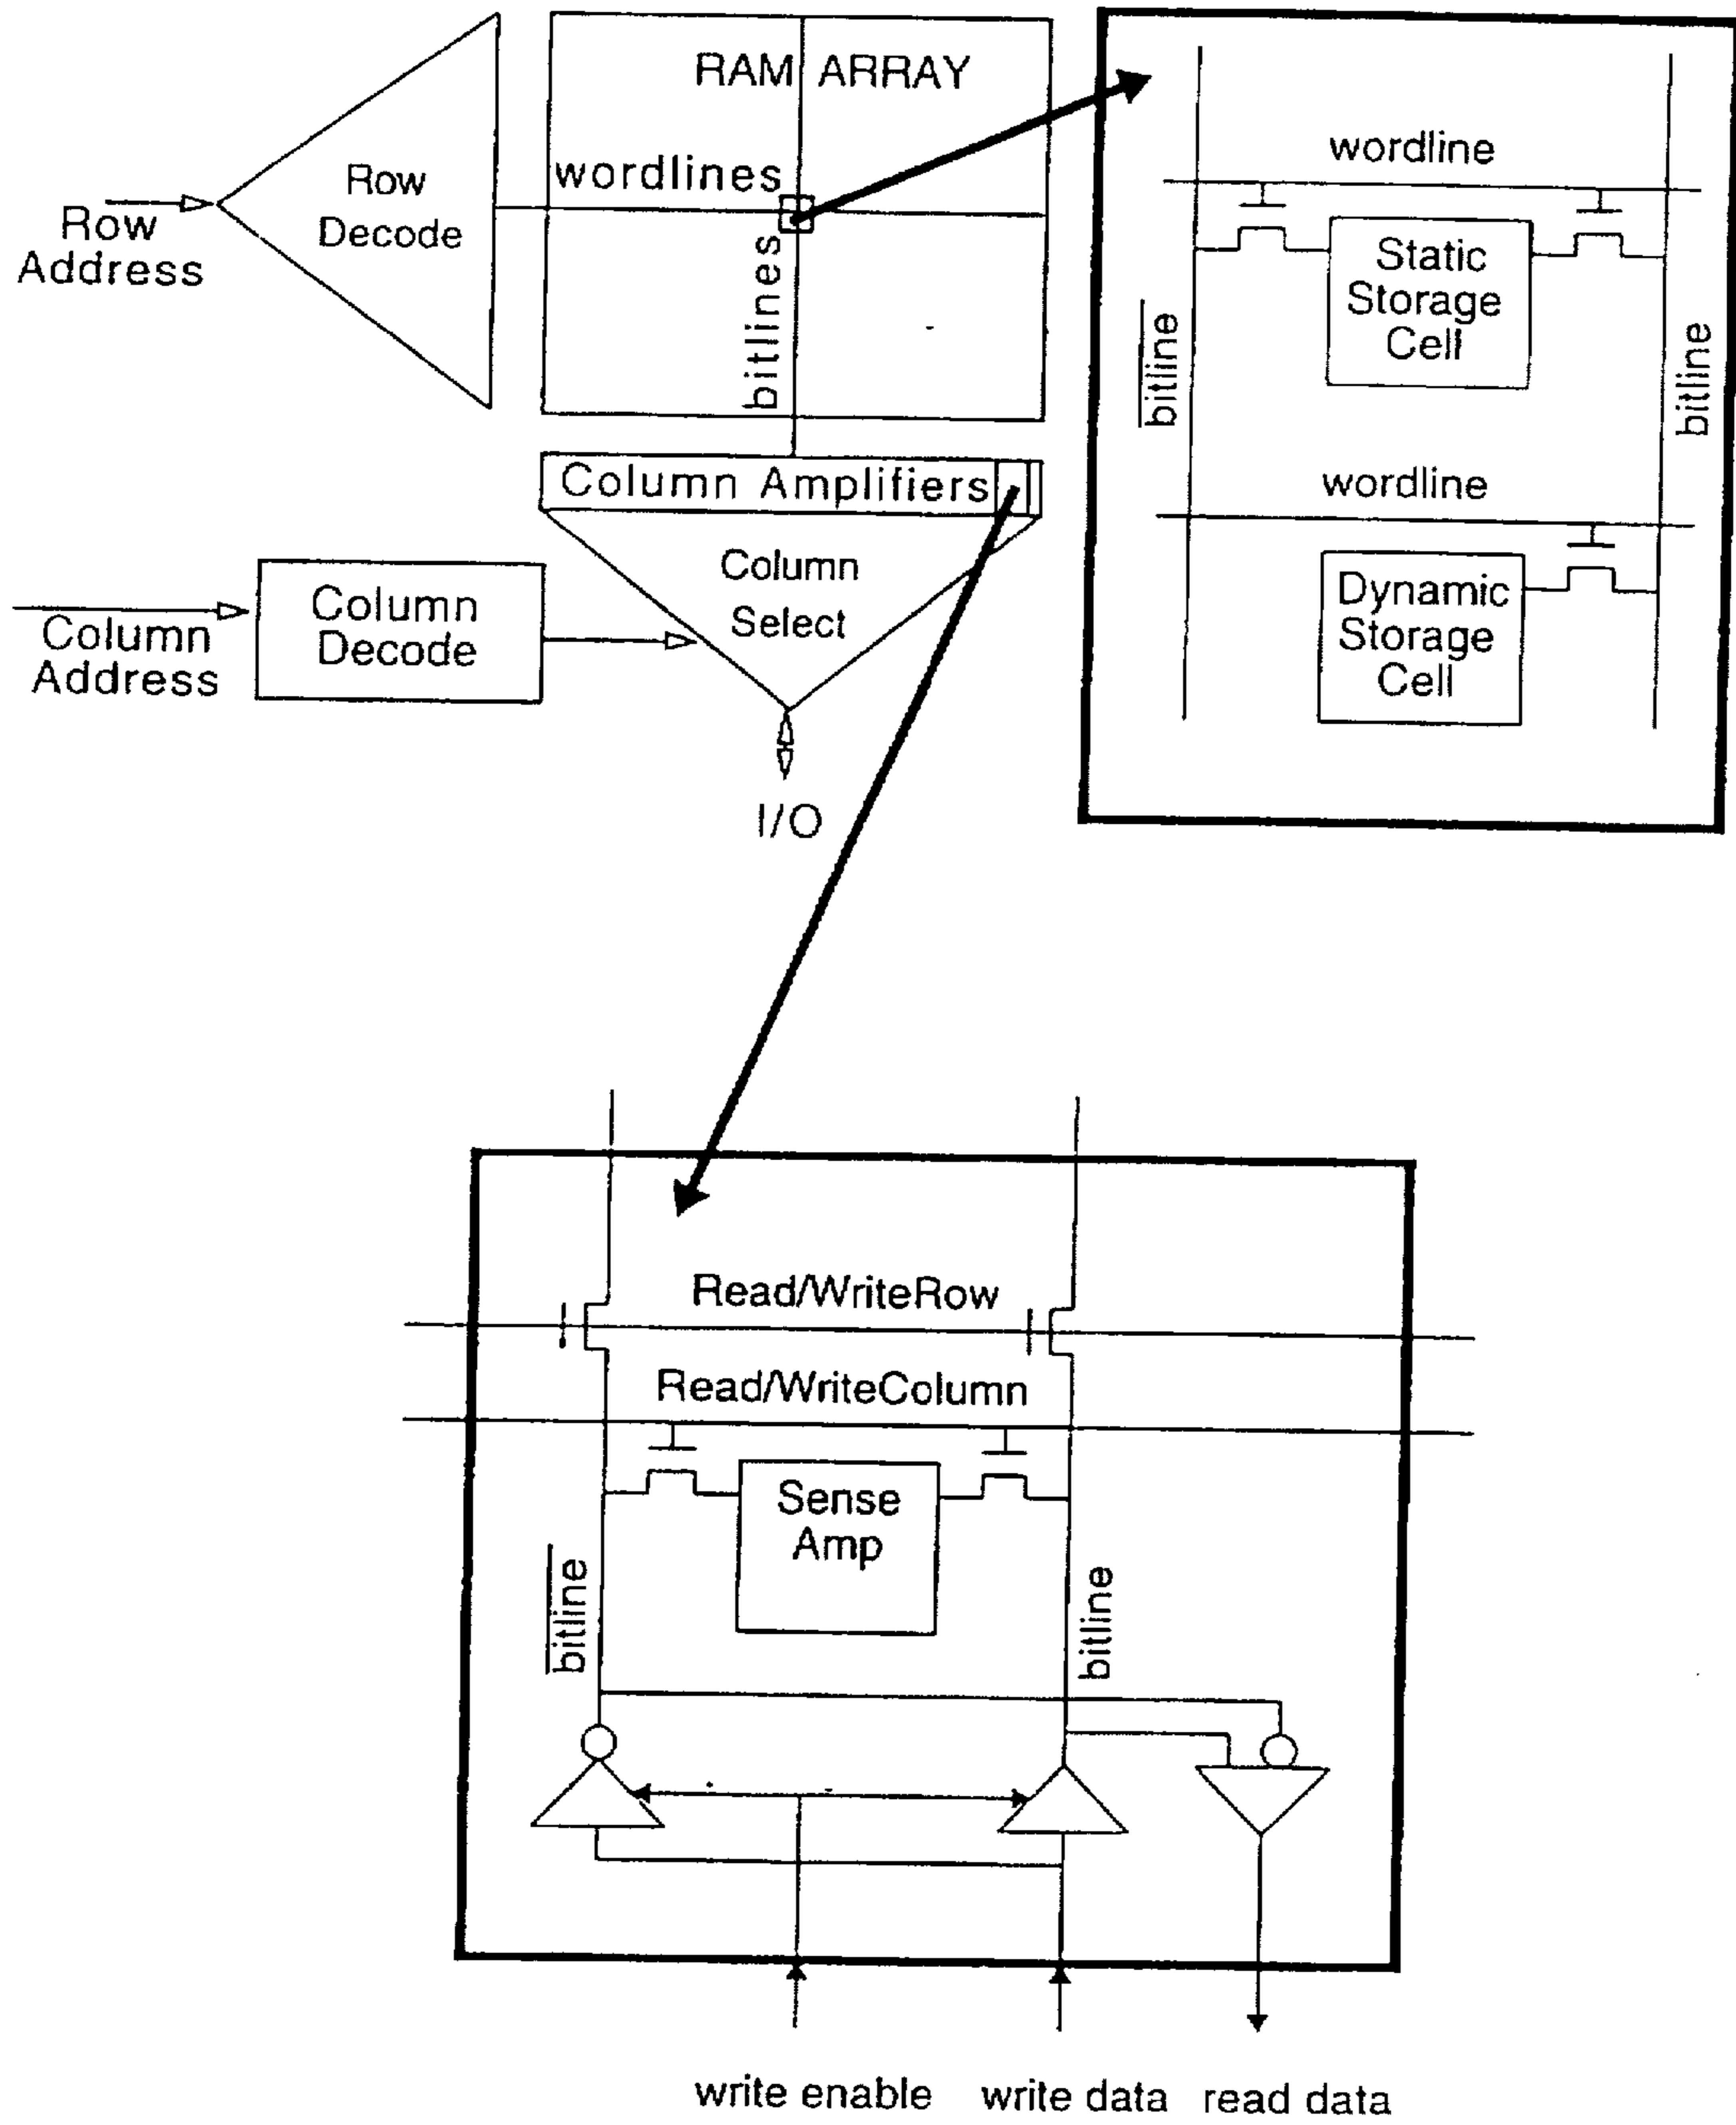 RAM ARRAY
Row
Decode
Row
Address
wordlines
bitlines
Column Amplifiers
Column
Select
Column
Decode
Column
Address
I/O
wordline
Static
Storage
Cell
bitline
bitline
wordline
Dynamic
Storage
Cell
Read/WriteRow
Read/WriteColumn
Sense
Amp
bitline
bitline
write enable
write data
read data